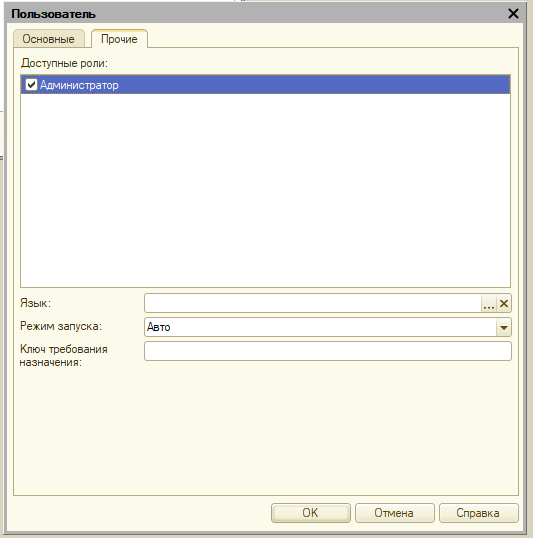 Пользователь
Основные
Прочие
Доступные роли:
Администратор
Язык:
...
Режим запуска:
Авто
Ключ требования
назначения:
OK
Отмена
Справка